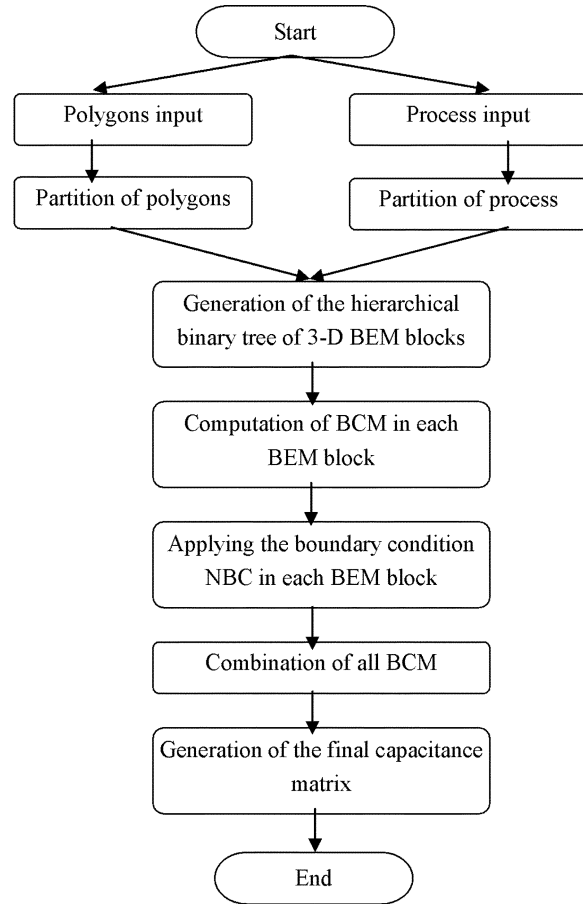 Start
Polygons input
Process input
Partition of polygons
Partition of process
Generation of the hierarchical
binary tree of 3-D BEM blocks
Computation of BCM in each
BEM block
Applying the boundary condition
NBC in each BEM block
Combination of all BCM
Generation of the final capacitance
matrix
End